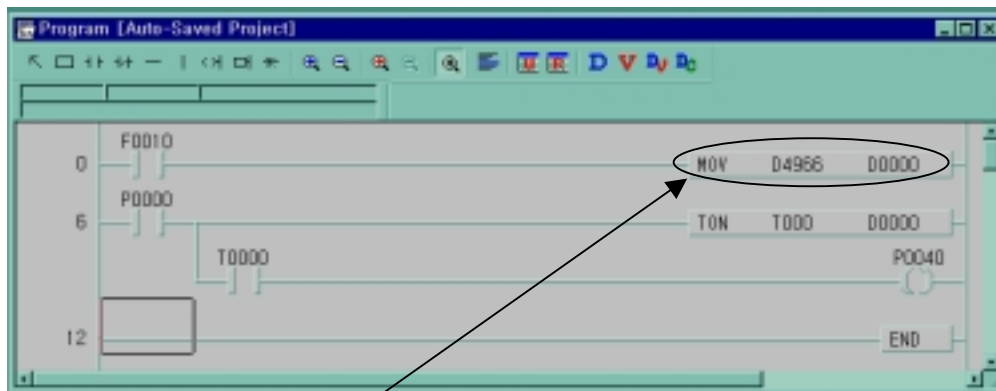 Program [Auto-Saved Project]
D V
F0010
0 MOV D4966 D0000
P0000
6 TON T000 D0000
T0000 P0040
12 END